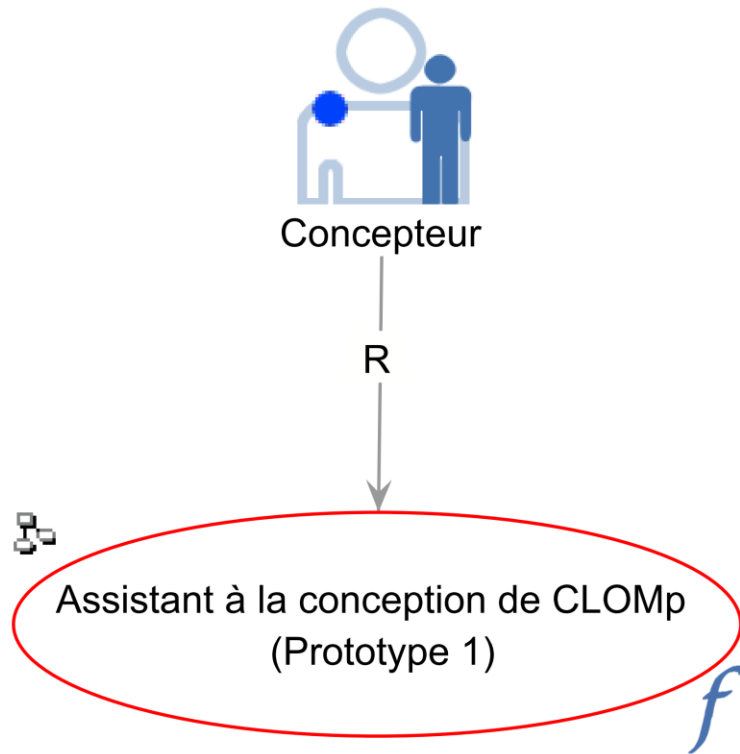 Concepteur
R
Assistant à la conception de CLOMp
(Prototype 1)
f